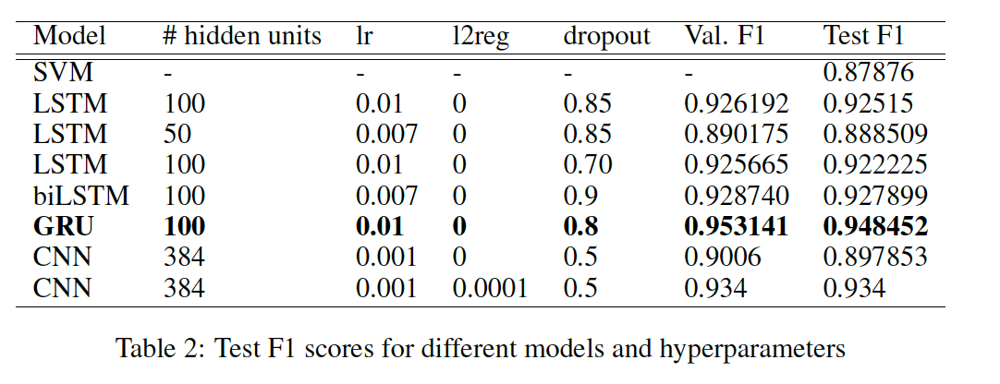 Model # hidden units lr l2reg dropout Val. F1 Test F1
SVM - - - - - 0.87876
LSTM 100 0.01 0 0.85 0.926192 0.92515
LSTM 50 0.007 0 0.85 0.890175 0.888509
LSTM 100 0.01 0 0.70 0.925665 0.922225
biLSTM 100 0.007 0 0.9 0.928740 0.927899
GRU 100 0.01 0 0.8 0.953141 0.948452
CNN 384 0.001 0 0.5 0.9006 0.897853
CNN 384 0.001 0.0001 0.5 0.934 0.934
Table 2: Test F1 scores for different models and hyperparameters